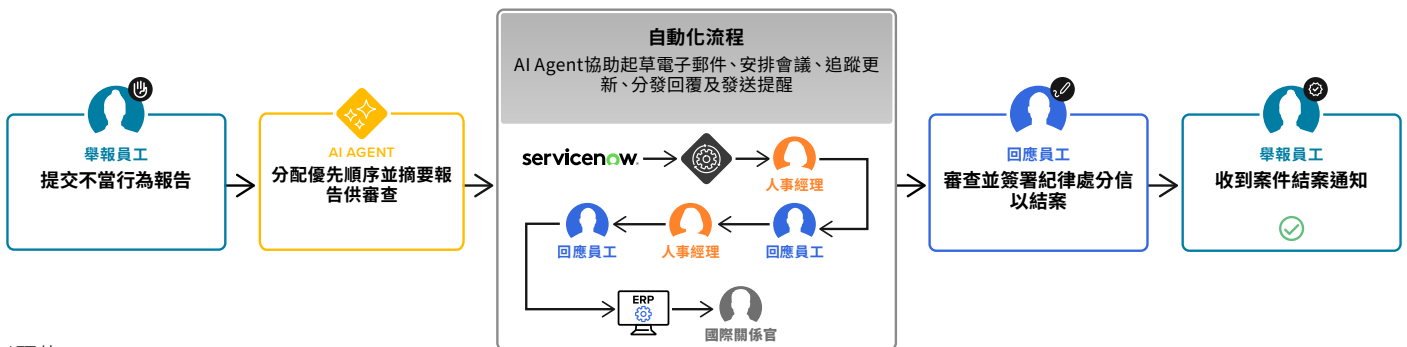 舉報員工
提交不當行為報告
AI AGENT
分配優先順序並摘要報
告供審查
自動化流程
AI Agent協助起草電子郵件、安排會議、追蹤更
新、分發回覆及發送提醒
servicenow.
人事經理
回應員工
人事經理
回應員工
ERP
國際關係官
回應員工
審查並簽署紀律處分信
以結案
舉報員工
收到案件結案通知